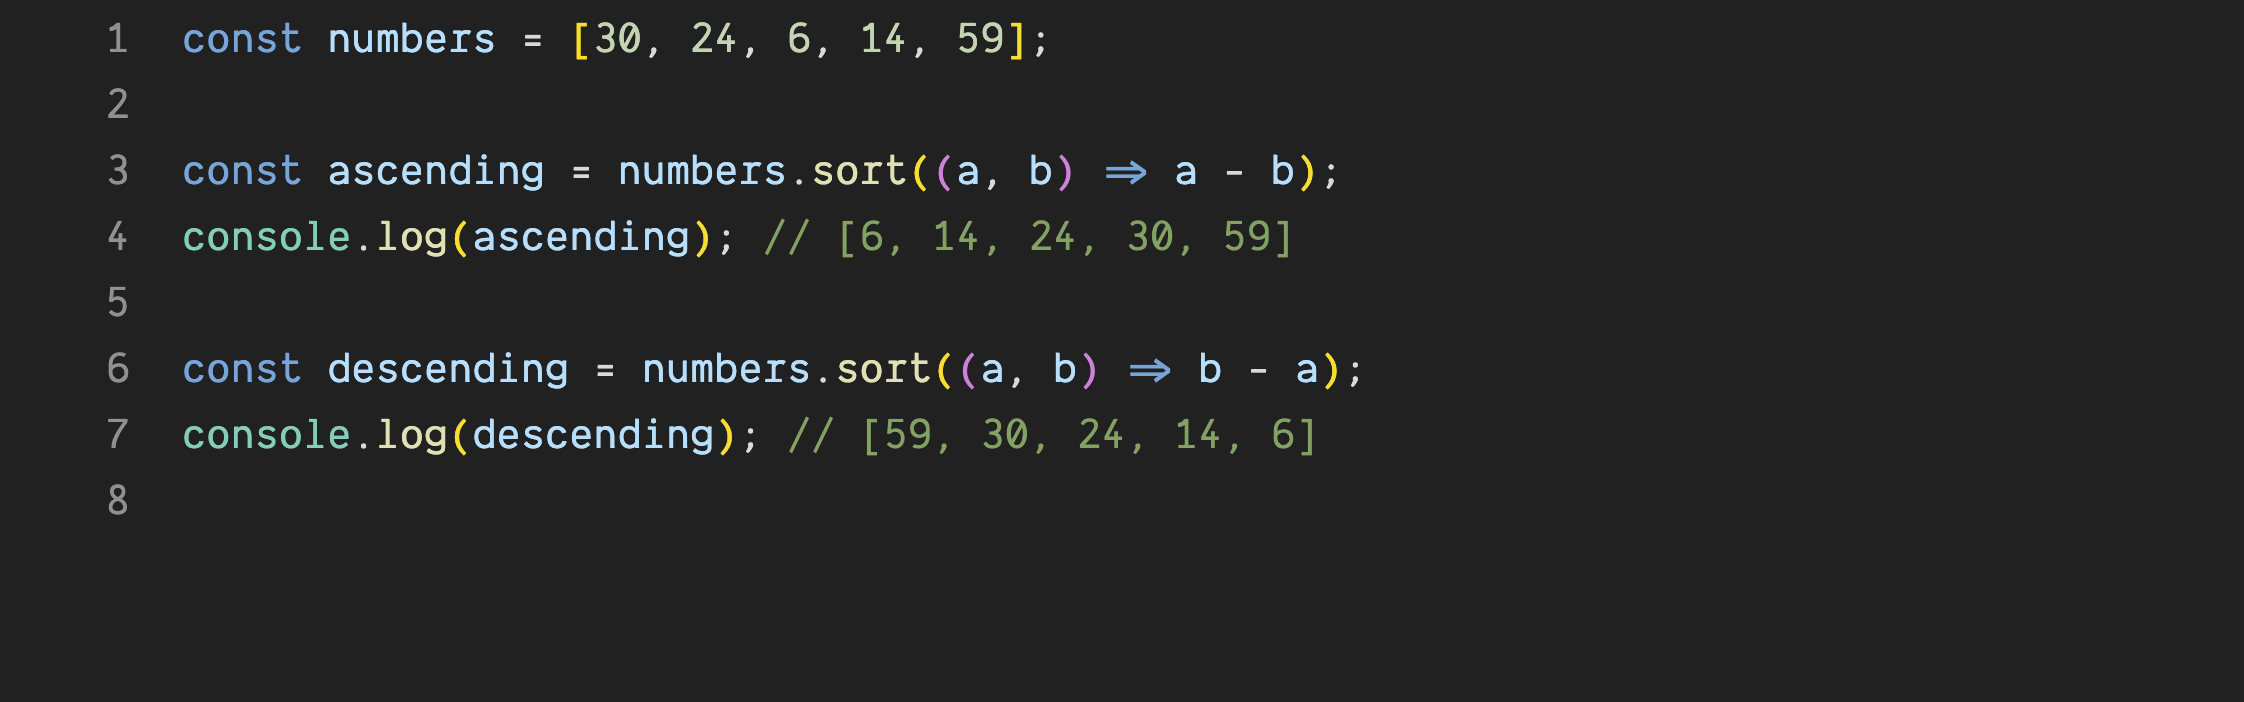 1 const numbers = [30, 24, 6, 14, 59];
2
3 const ascending = numbers.sort((a, b) => a - b);
4 console.log(ascending); // [6, 14, 24, 30, 59]
5
6 const descending = numbers.sort((a, b) => b - a);
7 console.log(descending); // [59, 30, 24, 14, 6]
8